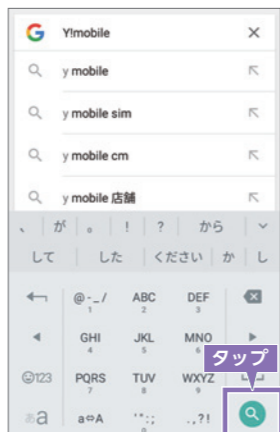 G Y!mobile ×
y mobile
y mobile sim
y mobile cm
y mobile 店舗
、 が 。 ! ? から
して した ください か し
@-_/ ABC DEF
1 2 3
GHI JKL MNO
4 5 6
タップ
☺123 PQRS TUV WXYZ
7 8 9
あa a⇔A '":; .,?!
0